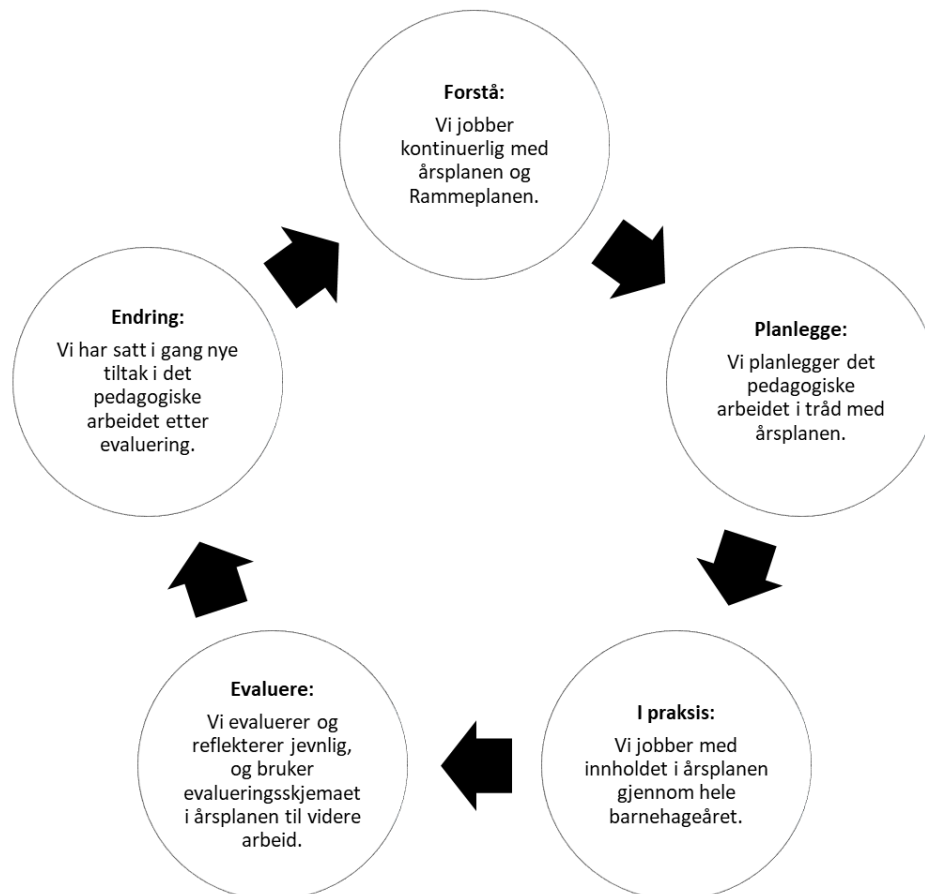 Forstå:
Vi jobber
kontinuerlig med
årsplanen og
Rammeplanen.
Planlegge:
Vi planlegger det
pedagogiske
arbeidet i tråd med
årsplanen.
I praksis:
Vi jobber med
innholdet i årsplanen
gjennom hele
barnehageåret.
Evaluere:
Vi evaluerer og
reflekterer jevnlig,
og bruker
evalueringsskjemaet
i årsplanen til videre
arbeid.
Endring:
Vi har satt i gang nye
tiltak i det
pedagogiske
arbeidet etter
evaluering.